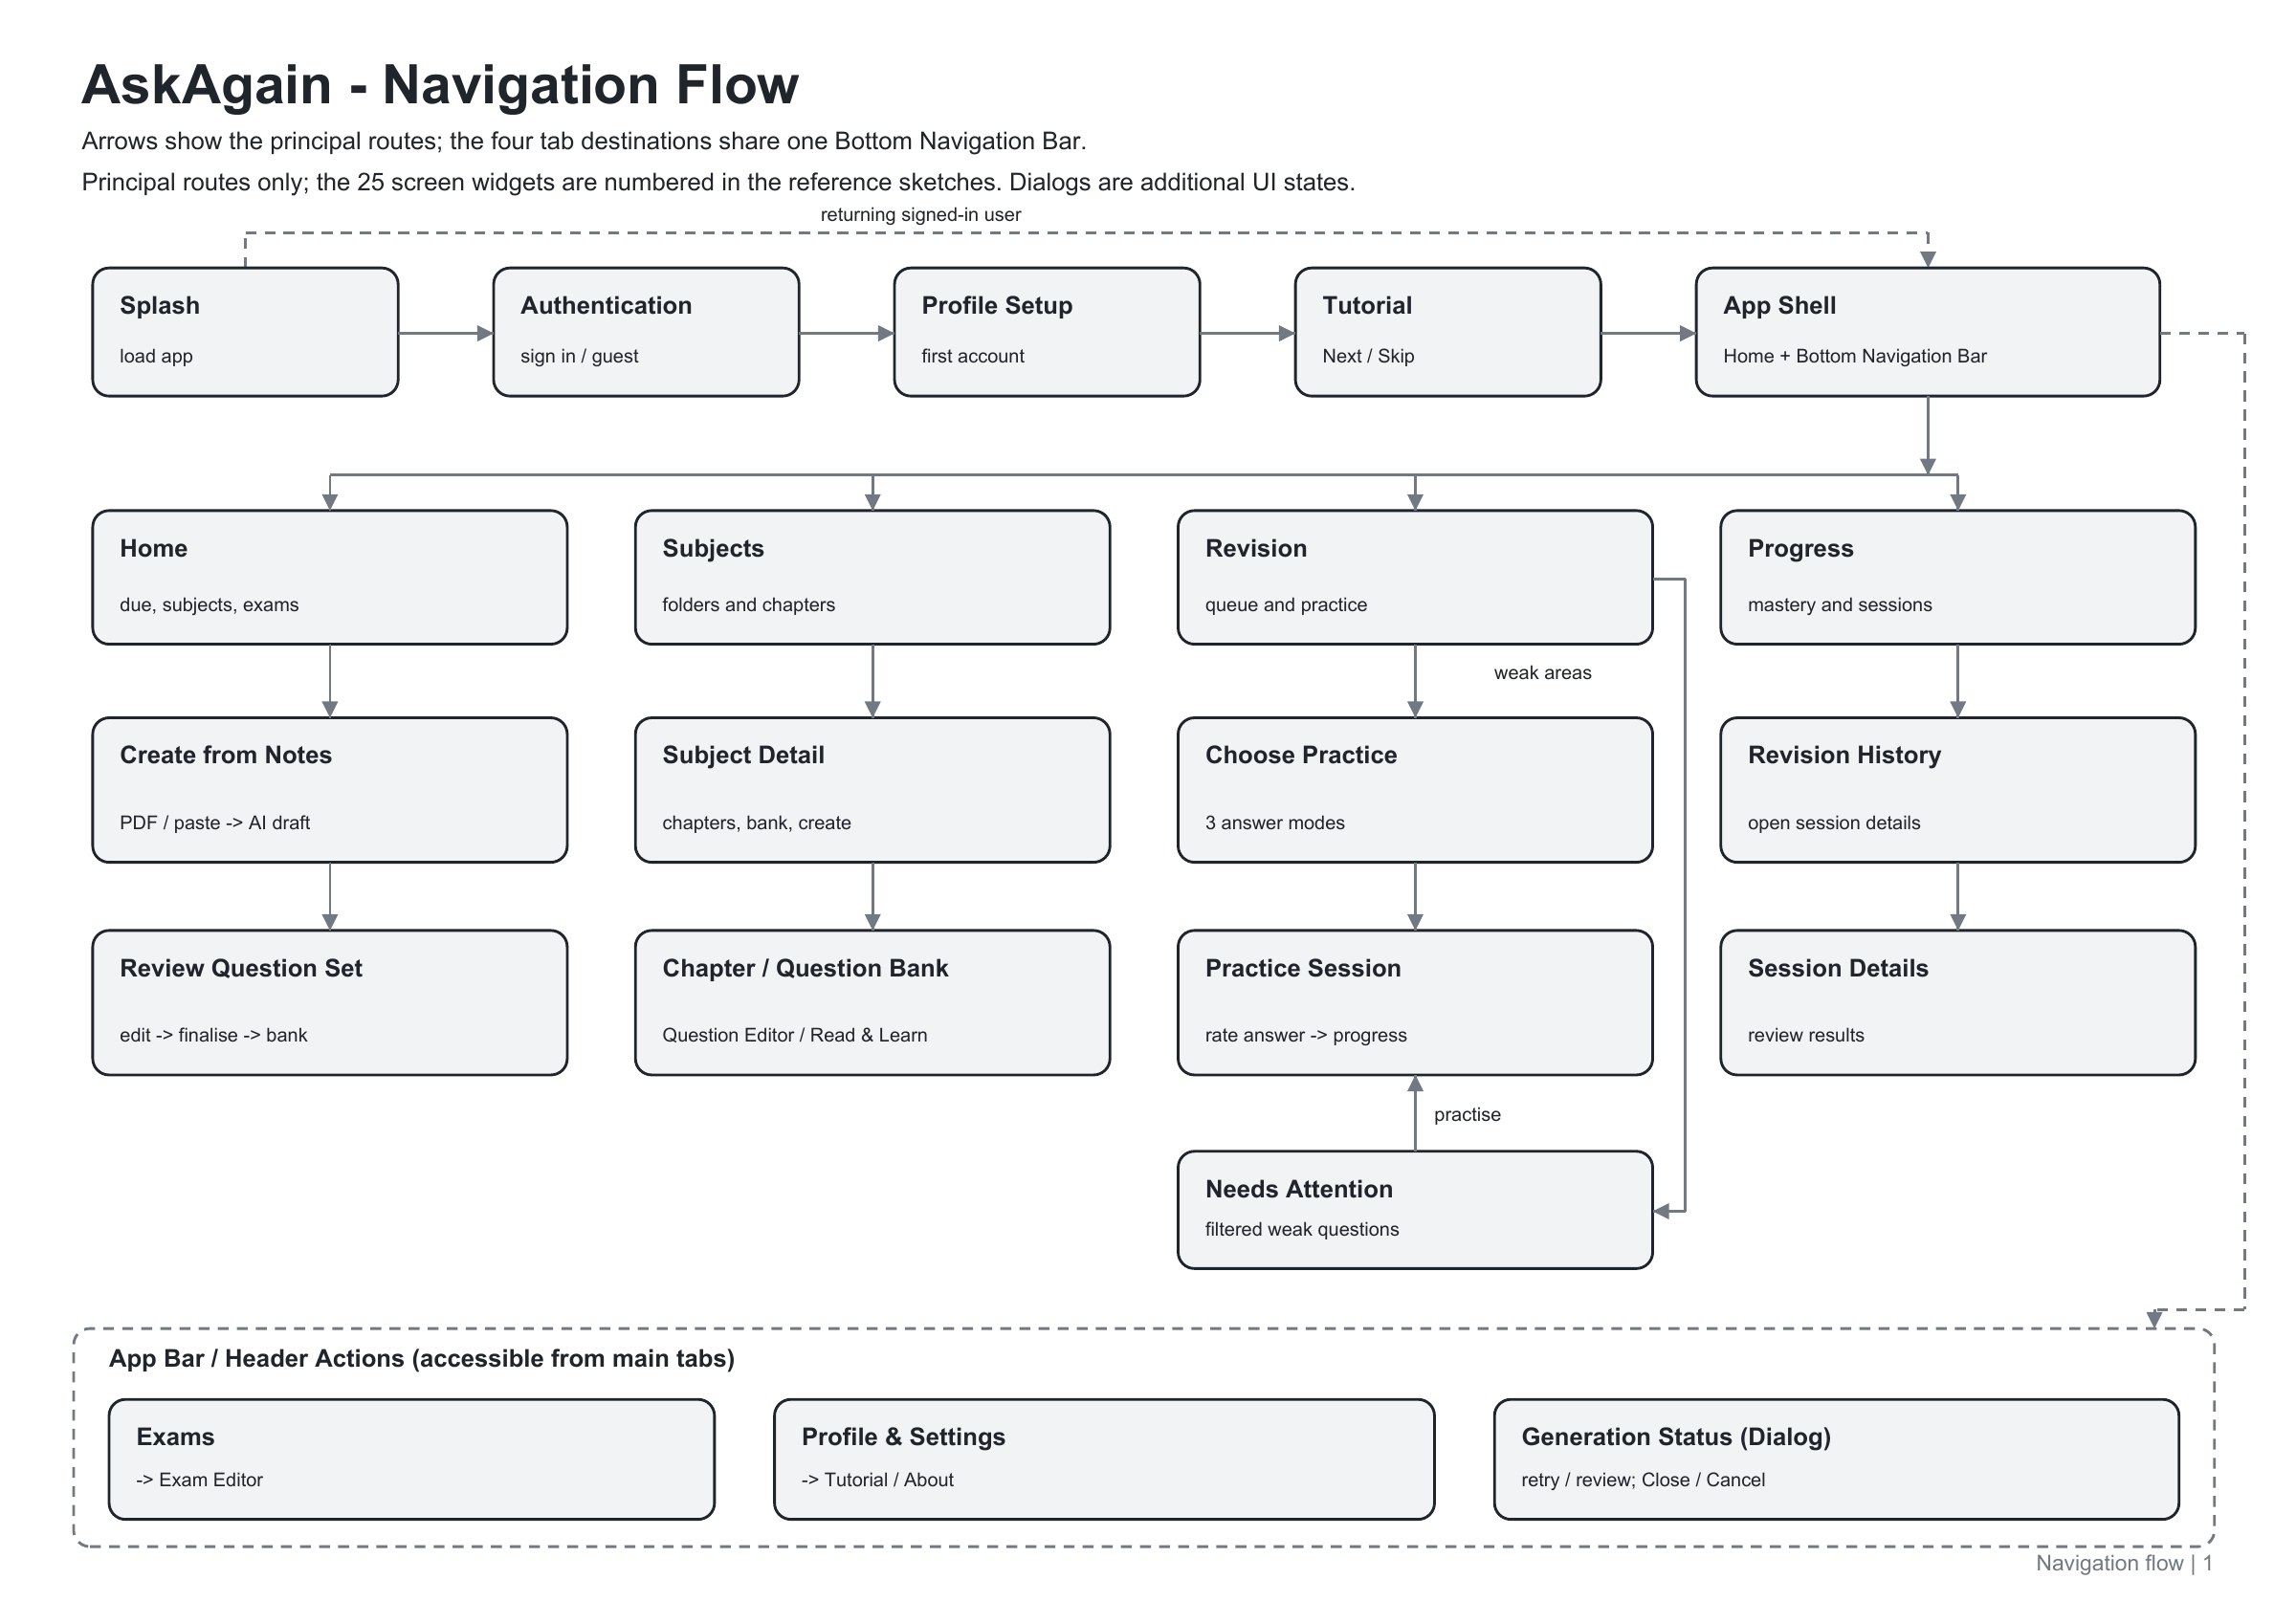 AskAgain - Navigation Flow
Arrows show the principal routes; the four tab destinations share one Bottom Navigation Bar.
Principal routes only; the 25 screen widgets are numbered in the reference sketches. Dialogs are additional UI states.
returning signed-in user
Splash
load app
Authentication
sign in / guest
Profile Setup
first account
Tutorial
Next / Skip
App Shell
Home + Bottom Navigation Bar
Home
due, subjects, exams
Subjects
folders and chapters
Revision
queue and practice
Progress
mastery and sessions
weak areas
Create from Notes
PDF / paste -> AI draft
Subject Detail
chapters, bank, create
Choose Practice
3 answer modes
Revision History
open session details
Review Question Set
edit -> finalise -> bank
Chapter / Question Bank
Question Editor / Read & Learn
Practice Session
rate answer -> progress
Session Details
review results
practise
Needs Attention
filtered weak questions
App Bar / Header Actions (accessible from main tabs)
Exams
-> Exam Editor
Profile & Settings
-> Tutorial / About
Generation Status (Dialog)
retry / review; Close / Cancel
Navigation flow | 1